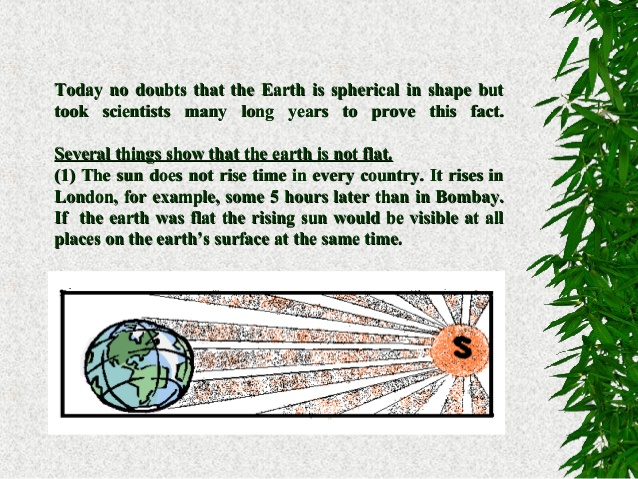 Today no doubts that the Earth is spherical in shape but
took scientists many long years to prove this fact.
Several things show that the earth is not flat.
(1) The sun does not rise time in every country. It rises in
London, for example, some 5 hours later than in Bombay.
If the earth was flat the rising sun would be visible at all
places on the earth's surface at the same time.
S